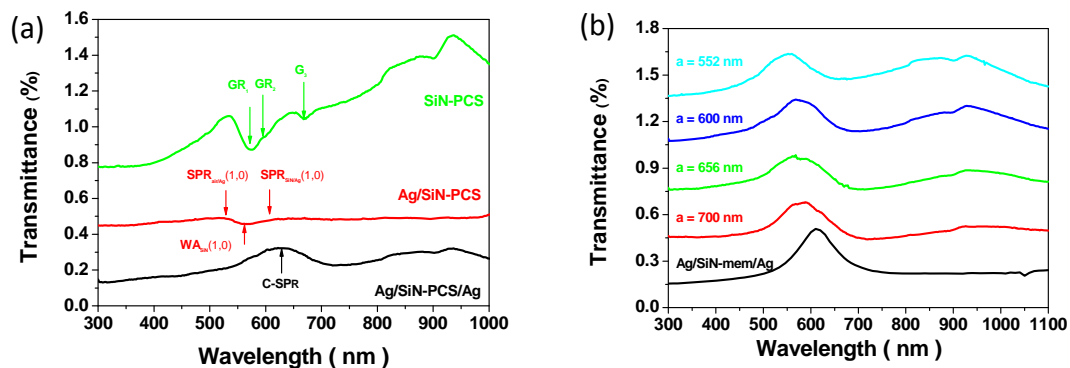 (a)
1.6
1.4
1.2
1.0
0.8
0.6
0.4
0.2
0.0
Transmittance (%)
GR1
GR2
G2
SiN-PCS
SPRair/Ag(1,0)
SPRSiN/Ag(1,0)
Ag/SiN-PCS
WASiN(1,0)
C-SPR
Ag/SiN-PCS/Ag
300 400 500 600 700 800 900 1000
Wavelength ( nm )
(b)
1.8
1.5
1.2
0.9
0.6
0.3
0.0
Transmittance (%)
a = 552 nm
a = 600 nm
a = 656 nm
a = 700 nm
Ag/SiN-mem/Ag
300 400 500 600 700 800 900 1000 1100
Wavelength ( nm )